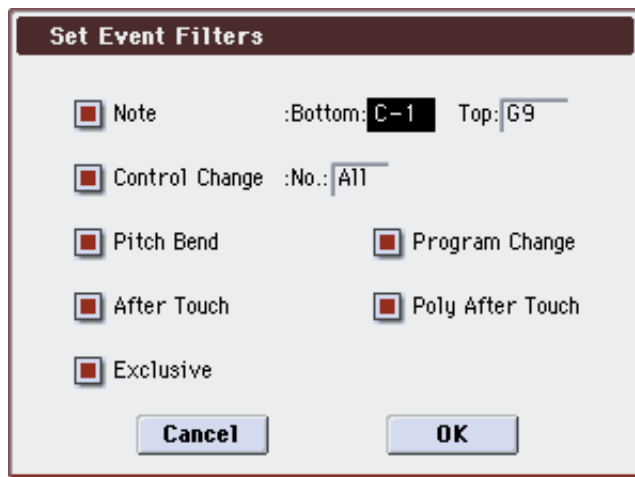 Set Event Filters
Note :Bottom: C-1 Top: G9
Control Change :No.: All
Pitch Bend Program Change
After Touch Poly After Touch
Exclusive
Cancel OK